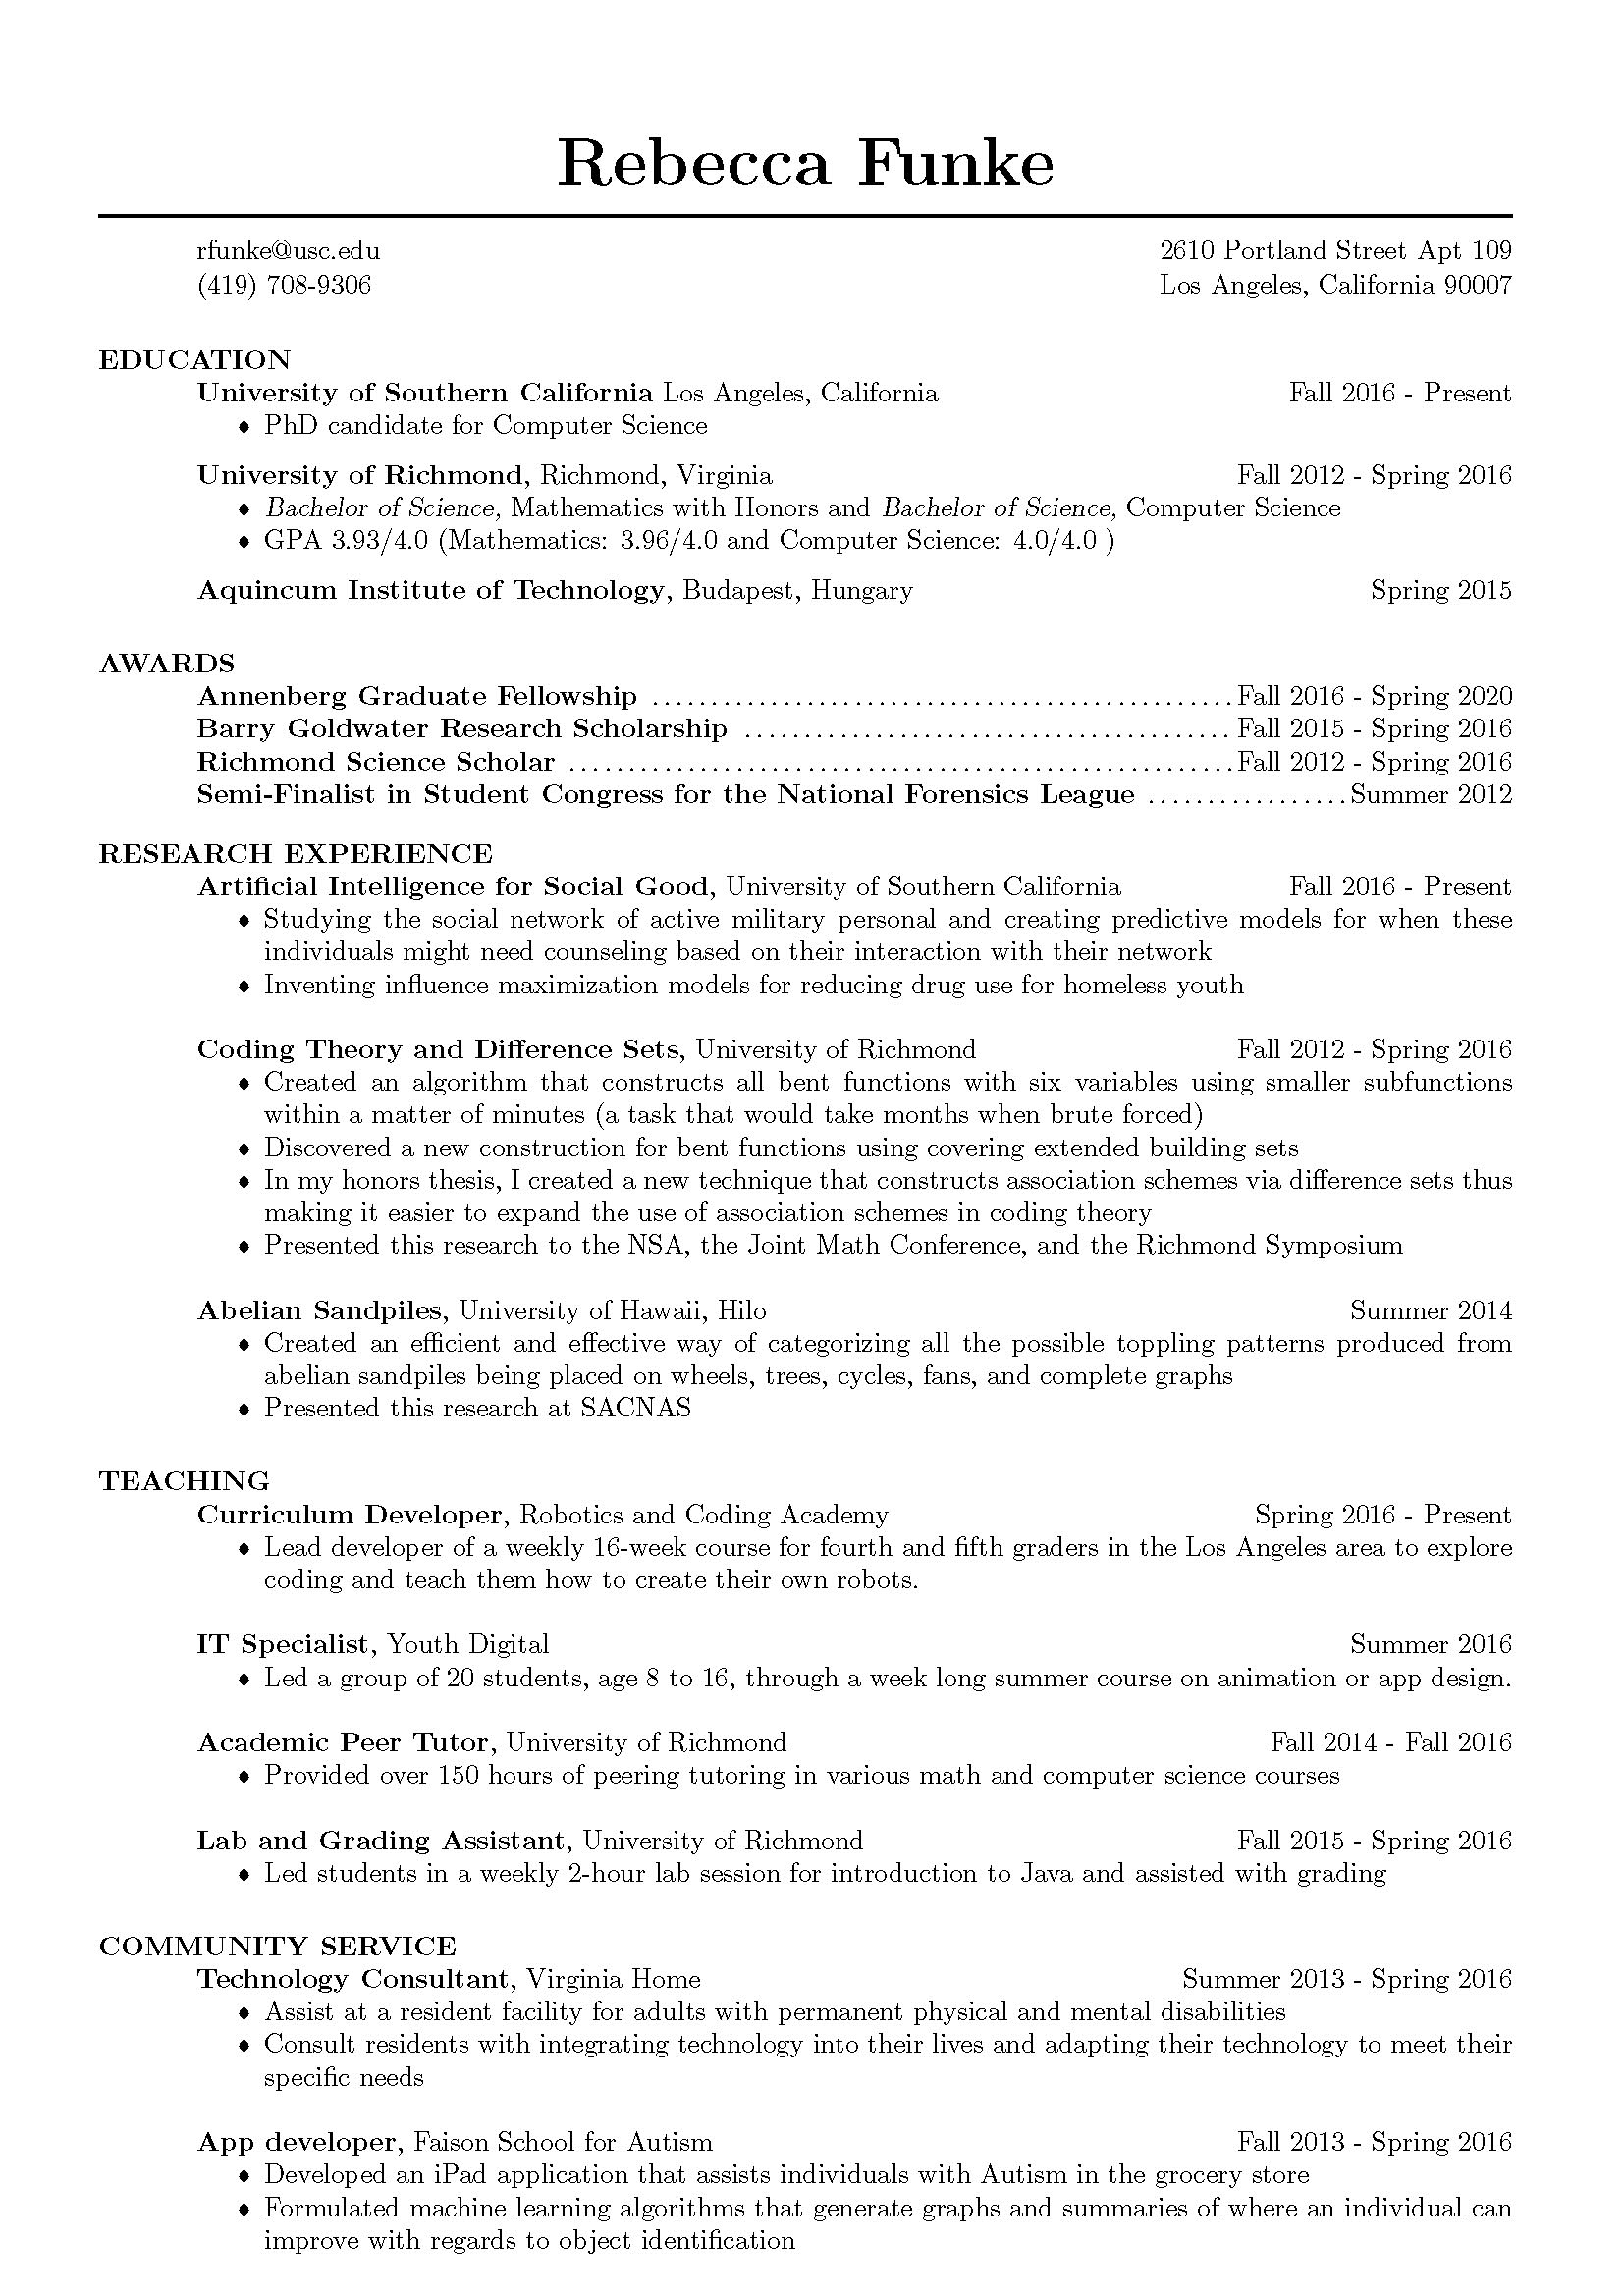 Rebecca Funke
rfunke@usc.edu 2610 Portland Street Apt 109
(419) 708-9306 Los Angeles, California 90007
EDUCATION
University of Southern California Los Angeles, California Fall 2016 - Present
• PhD candidate for Computer Science
University of Richmond, Richmond, Virginia Fall 2012 - Spring 2016
• Bachelor of Science, Mathematics with Honors and Bachelor of Science, Computer Science
• GPA 3.93/4.0 (Mathematics: 3.96/4.0 and Computer Science: 4.0/4.0 )
Aquincum Institute of Technology, Budapest, Hungary Spring 2015
AWARDS
Annenberg Graduate Fellowship ................................................ Fall 2016 - Spring 2020
Barry Goldwater Research Scholarship ........................................ Fall 2015 - Spring 2016
Richmond Science Scholar ....................................................... Fall 2012 - Spring 2016
Semi-Finalist in Student Congress for the National Forensics League ................. Summer 2012
RESEARCH EXPERIENCE
Artificial Intelligence for Social Good, University of Southern California Fall 2016 - Present
• Studying the social network of active military personal and creating predictive models for when these
individuals might need counseling based on their interaction with their network
• Inventing influence maximization models for reducing drug use for homeless youth
Coding Theory and Difference Sets, University of Richmond Fall 2012 - Spring 2016
• Created an algorithm that constructs all bent functions with six variables using smaller subfunctions
within a matter of minutes (a task that would take months when brute forced)
• Discovered a new construction for bent functions using covering extended building sets
• In my honors thesis, I created a new technique that constructs association schemes via difference sets thus
making it easier to expand the use of association schemes in coding theory
• Presented this research to the NSA, the Joint Math Conference, and the Richmond Symposium
Abelian Sandpiles, University of Hawaii, Hilo Summer 2014
• Created an efficient and effective way of categorizing all the possible toppling patterns produced from
abelian sandpiles being placed on wheels, trees, cycles, fans, and complete graphs
• Presented this research at SACNAS
TEACHING
Curriculum Developer, Robotics and Coding Academy Spring 2016 - Present
• Lead developer of a weekly 16-week course for fourth and fifth graders in the Los Angeles area to explore
coding and teach them how to create their own robots.
IT Specialist, Youth Digital Summer 2016
• Led a group of 20 students, age 8 to 16, through a week long summer course on animation or app design.
Academic Peer Tutor, University of Richmond Fall 2014 - Fall 2016
• Provided over 150 hours of peering tutoring in various math and computer science courses
Lab and Grading Assistant, University of Richmond Fall 2015 - Spring 2016
• Led students in a weekly 2-hour lab session for introduction to Java and assisted with grading
COMMUNITY SERVICE
Technology Consultant, Virginia Home Summer 2013 - Spring 2016
• Assist at a resident facility for adults with permanent physical and mental disabilities
• Consult residents with integrating technology into their lives and adapting their technology to meet their
specific needs
App developer, Faison School for Autism Fall 2013 - Spring 2016
• Developed an iPad application that assists individuals with Autism in the grocery store
• Formulated machine learning algorithms that generate graphs and summaries of where an individual can
improve with regards to object identification